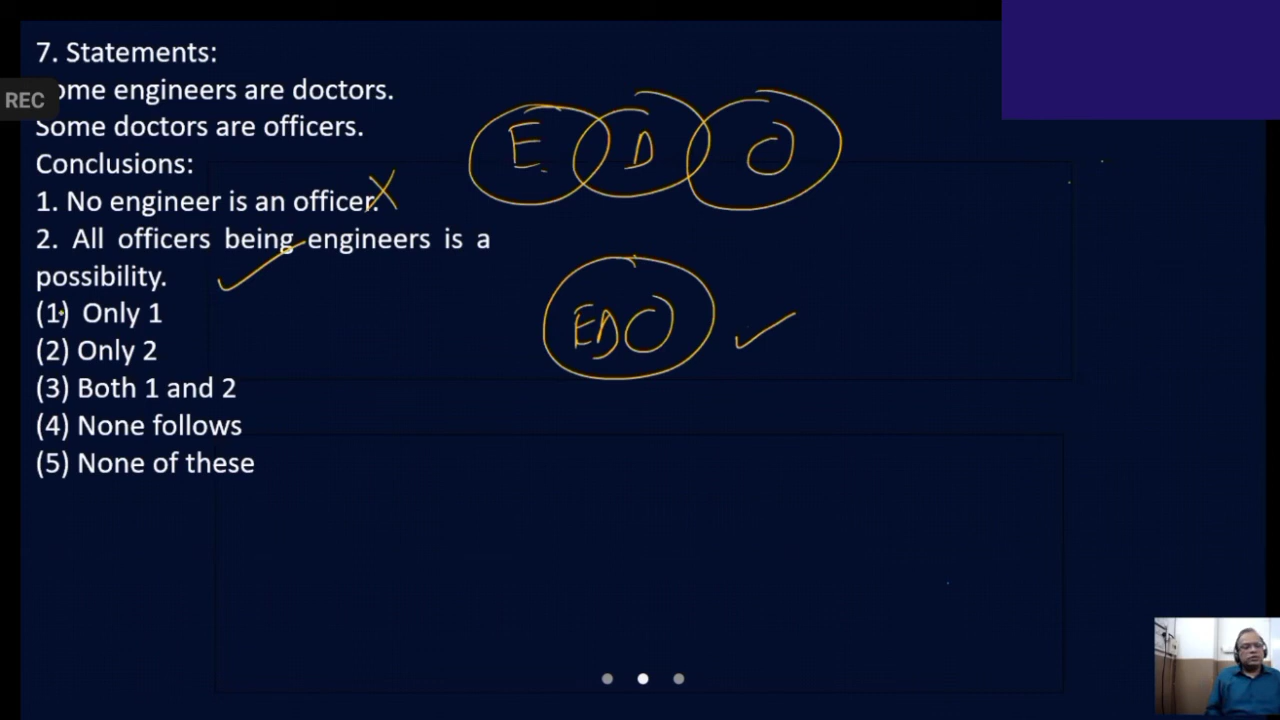 7. Statements:
REC
ome engineers are doctors.
Some doctors are officers.
Conclusions:
1. No engineer is an officer.
2. All officers being engineers is a
possibility.
(1) Only 1
(2) Only 2
(3) Both 1 and 2
(4) None follows
(5) None of these
E D O
EDO